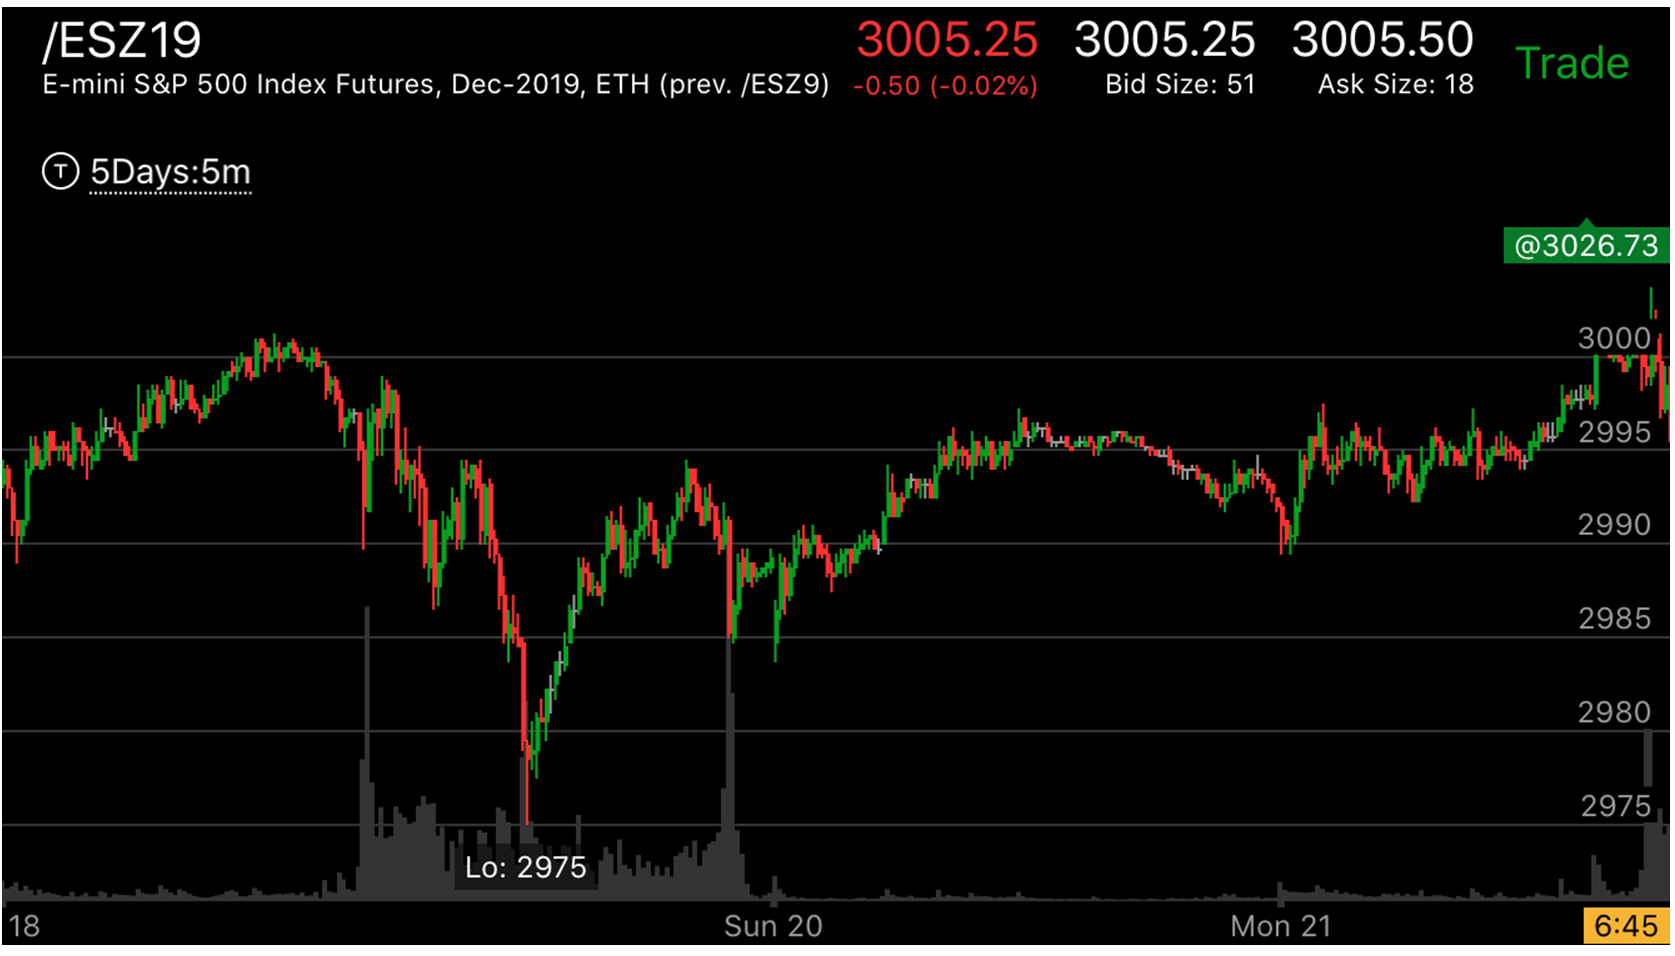 /ESZ19 3005.25 3005.25 3005.50 Trade
E-mini S&P 500 Index Futures, Dec-2019, ETH (prev. /ESZ9) -0.50 (-0.02%) Bid Size: 51 Ask Size: 18
T 5Days:5m
@3026.73
3000
2995
2990
2985
2980
2975
Lo: 2975
18 Sun 20 Mon 21 6:45